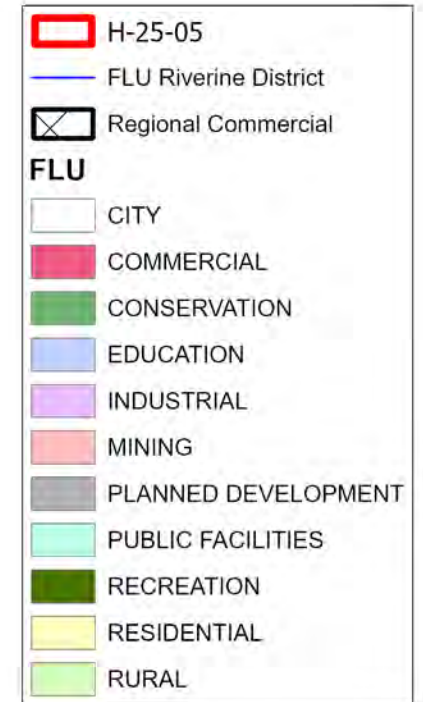 H-25-05
FLU Riverine District
Regional Commercial
FLU
CITY
COMMERCIAL
CONSERVATION
EDUCATION
INDUSTRIAL
MINING
PLANNED DEVELOPMENT
PUBLIC FACILITIES
RECREATION
RESIDENTIAL
RURAL